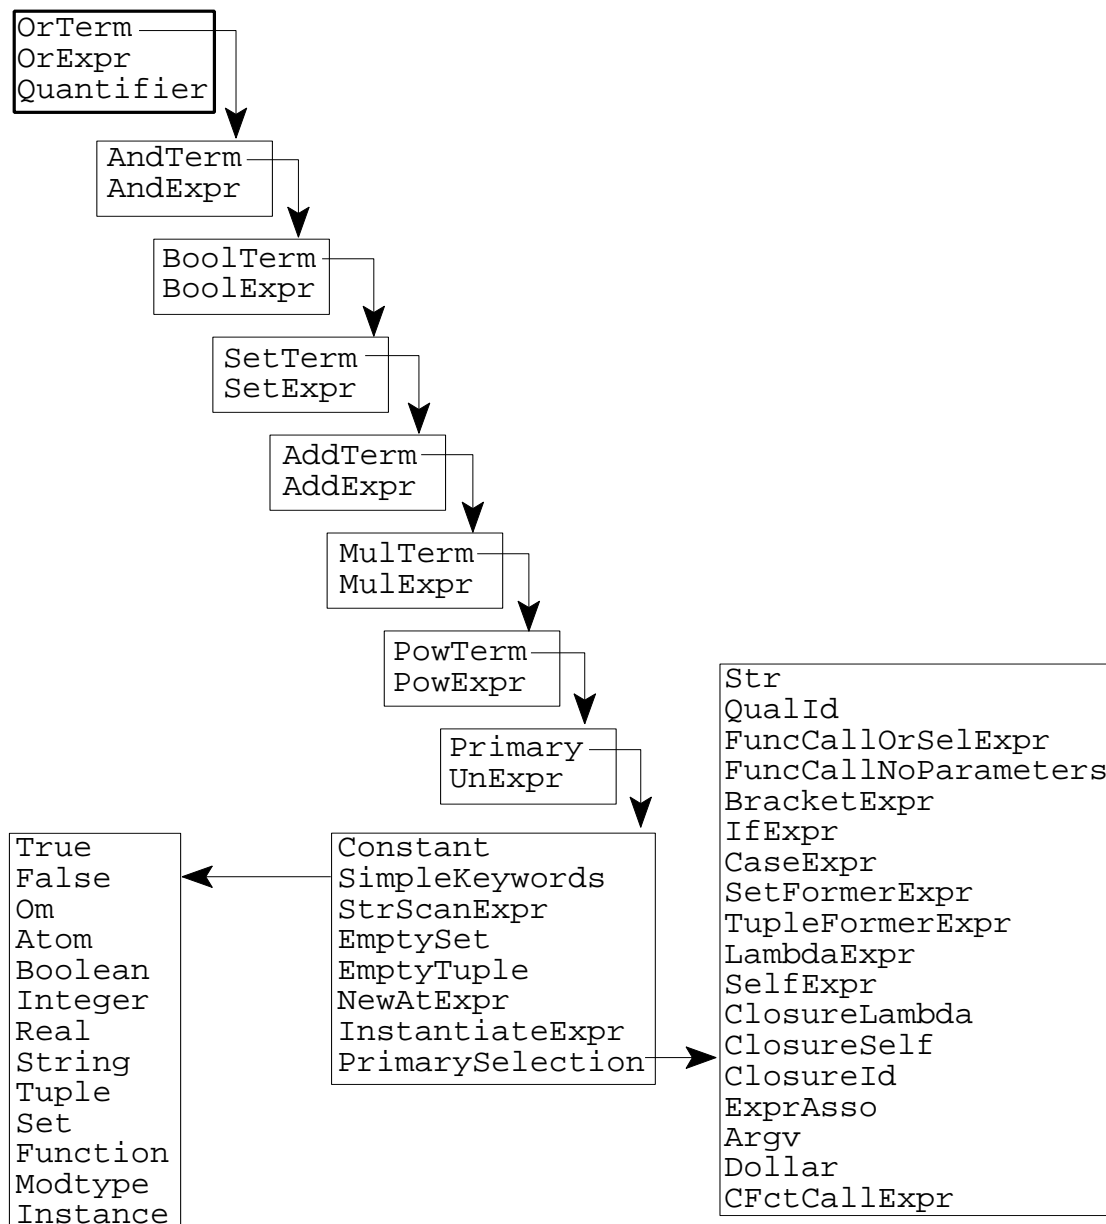 OrTerm
OrExpr
Quantifier
AndTerm
AndExpr
BoolTerm
BoolExpr
SetTerm
SetExpr
AddTerm
AddExpr
MulTerm
MulExpr
PowTerm
PowExpr
Primary
UnExpr
Constant
SimpleKeywords
StrScanExpr
EmptySet
EmptyTuple
NewAtExpr
InstantiateExpr
PrimarySelection
True
False
Om
Atom
Boolean
Integer
Real
String
Tuple
Set
Function
Modtype
Instance
Str
QualId
FuncCallOrSelExpr
FuncCallNoParameters
BracketExpr
IfExpr
CaseExpr
SetFormerExpr
TupleFormerExpr
LambdaExpr
SelfExpr
ClosureLambda
ClosureSelf
ClosureId
ExprAsso
Argv
Dollar
CFctCallExpr